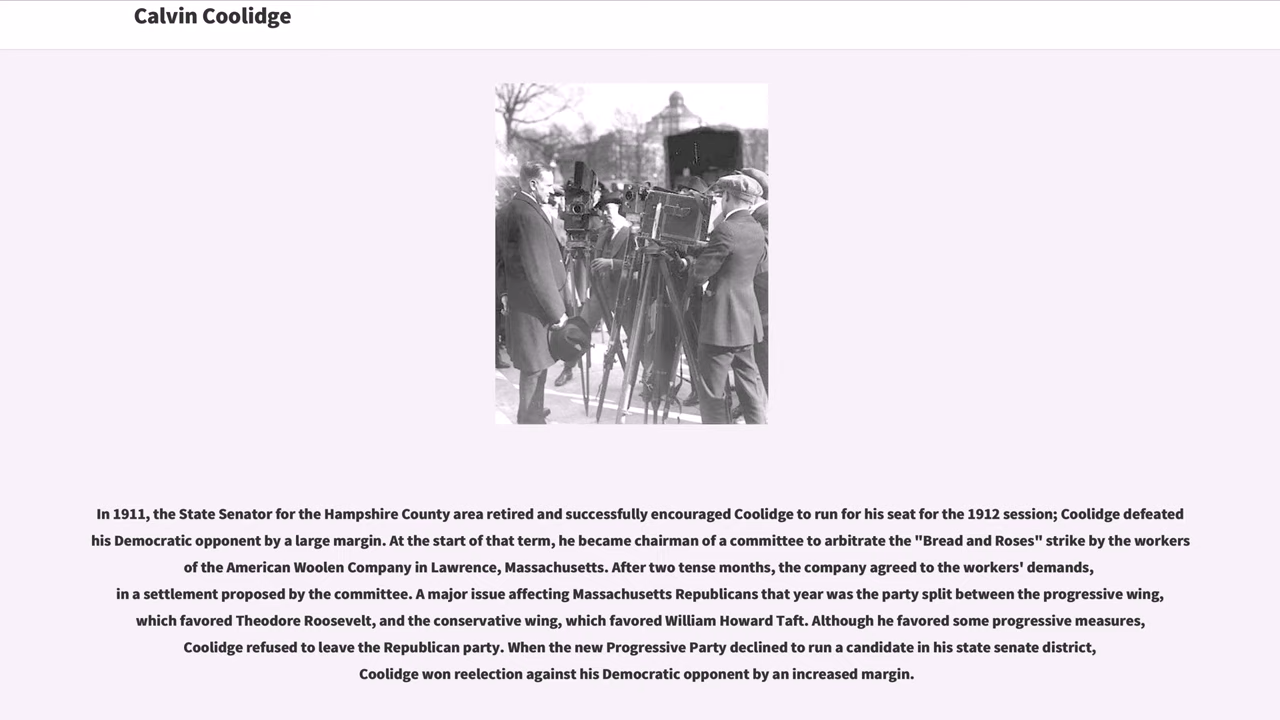 Calvin Coolidge
In 1911, the State Senator for the Hampshire County area retired and successfully encouraged Coolidge to run for his seat for the 1912 session; Coolidge defeated
his Democratic opponent by a large margin. At the start of that term, he became chairman of a committee to arbitrate the "Bread and Roses" strike by the workers
of the American Woolen Company in Lawrence, Massachusetts. After two tense months, the company agreed to the workers' demands,
in a settlement proposed by the committee. A major issue affecting Massachusetts Republicans that year was the party split between the progressive wing,
which favored Theodore Roosevelt, and the conservative wing, which favored William Howard Taft. Although he favored some progressive measures,
Coolidge refused to leave the Republican party. When the new Progressive Party declined to run a candidate in his state senate district,
Coolidge won reelection against his Democratic opponent by an increased margin.